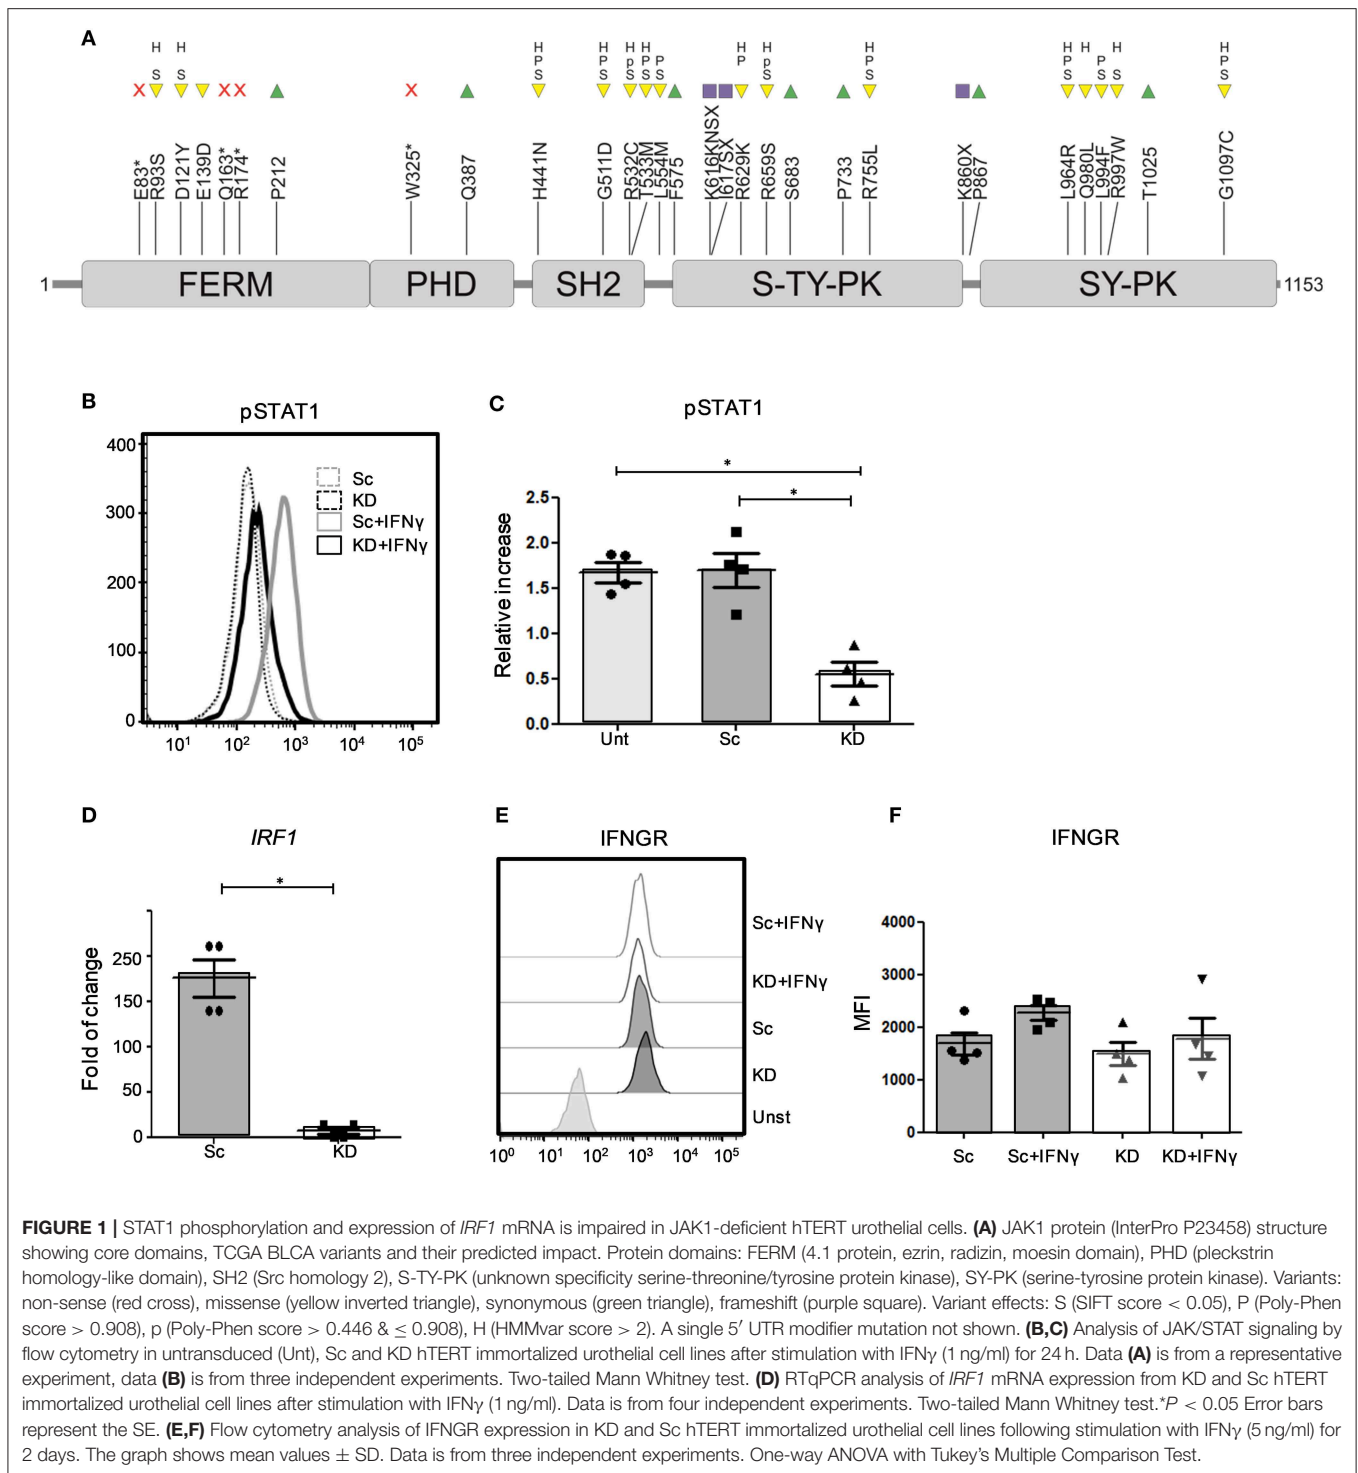 A
H H H H H H H H H H H H H H
P P p P P P p P P P P
S S S S S S S S S S S S S
X X X X
E83*
R93S
D121Y
E139D
Q163*
R174*
P212
W325*
Q387
H441N
G511D
R532C
T533M
L554M
F575
K616KNSX
I617SX
R629K
R659S
S683
P733
R755L
K860X
P867
L964R
Q980L
L994F
R997W
T1025
G1097C
1 FERM PHD SH2 S-TY-PK SY-PK 1153
B
pSTAT1
400
300
200
100
0
Sc
KD
Sc+IFNγ
KD+IFNγ
10¹ 10² 10³ 10⁴ 10⁵
C
pSTAT1
*
*
Relative increase
2.5
2.0
1.5
1.0
0.5
0.0
Unt Sc KD
D
IRF1
*
Fold of change
250
150
100
50
0
Sc KD
E
IFNGR
Sc+IFNγ
KD+IFNγ
Sc
KD
Unst
10⁰ 10¹ 10² 10³ 10⁴ 10⁵
F
IFNGR
MFI
4000
3000
2000
1000
0
Sc Sc+IFNγ KD KD+IFNγ
FIGURE 1 | STAT1 phosphorylation and expression of IRF1 mRNA is impaired in JAK1-deficient hTERT urothelial cells. (A) JAK1 protein (InterPro P23458) structure
showing core domains, TCGA BLCA variants and their predicted impact. Protein domains: FERM (4.1 protein, ezrin, radizin, moesin domain), PHD (pleckstrin
homology-like domain), SH2 (Src homology 2), S-TY-PK (unknown specificity serine-threonine/tyrosine protein kinase), SY-PK (serine-tyrosine protein kinase). Variants:
non-sense (red cross), missense (yellow inverted triangle), synonymous (green triangle), frameshift (purple square). Variant effects: S (SIFT score < 0.05), P (Poly-Phen
score > 0.908), p (Poly-Phen score > 0.446 & ≤ 0.908), H (HMMvar score > 2). A single 5′ UTR modifier mutation not shown. (B,C) Analysis of JAK/STAT signaling by
flow cytometry in untransduced (Unt), Sc and KD hTERT immortalized urothelial cell lines after stimulation with IFNγ (1 ng/ml) for 24 h. Data (A) is from a representative
experiment, data (B) is from three independent experiments. Two-tailed Mann Whitney test. (D) RTqPCR analysis of IRF1 mRNA expression from KD and Sc hTERT
immortalized urothelial cell lines after stimulation with IFNγ (1 ng/ml). Data is from four independent experiments. Two-tailed Mann Whitney test.*P < 0.05 Error bars
represent the SE. (E,F) Flow cytometry analysis of IFNGR expression in KD and Sc hTERT immortalized urothelial cell lines following stimulation with IFNγ (5 ng/ml) for
2 days. The graph shows mean values ± SD. Data is from three independent experiments. One-way ANOVA with Tukey's Multiple Comparison Test.